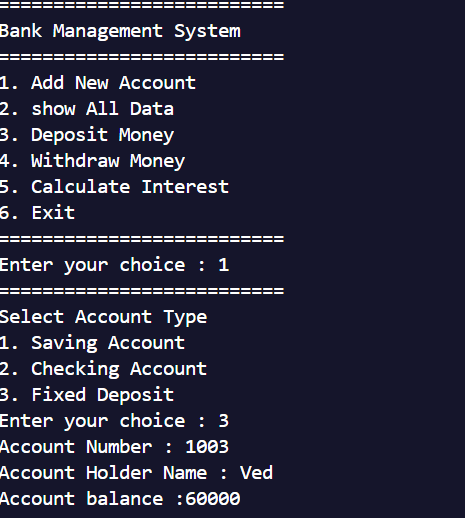 ==========================
Bank Management System
==========================
1. Add New Account
2. show All Data
3. Deposit Money
4. Withdraw Money
5. Calculate Interest
6. Exit
==========================
Enter your choice : 1
==========================
Select Account Type
1. Saving Account
2. Checking Account
3. Fixed Deposit
Enter your choice : 3
Account Number : 1003
Account Holder Name : Ved
Account balance :60000